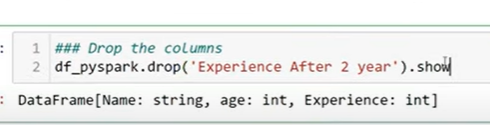 1 ### Drop the columns
2 df_pyspark.drop('Experience After 2 year').show
DataFrame[Name: string, age: int, Experience: int]